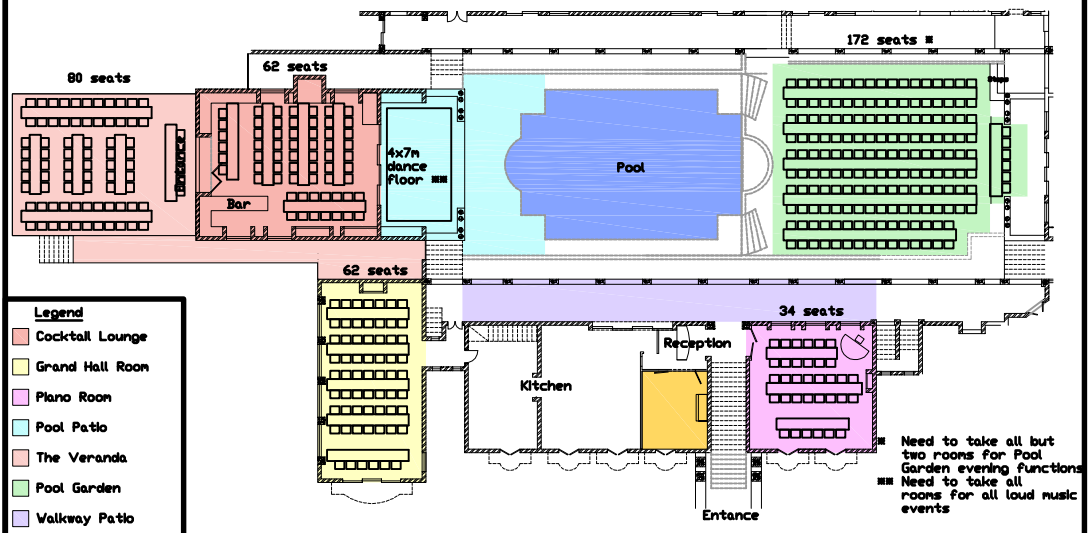 172 seats *
62 seats
80 seats
4x7m
dance
floor **
Pool
Bar
62 seats
34 seats
Reception
Kitchen
Entance
Legend
Cocktail Lounge
Grand Hall Room
Piano Room
Pool Patio
The Veranda
Pool Garden
Walkway Patio
* Need to take all but
two rooms for Pool
Garden evening functions
** Need to take all
rooms for all loud music
events